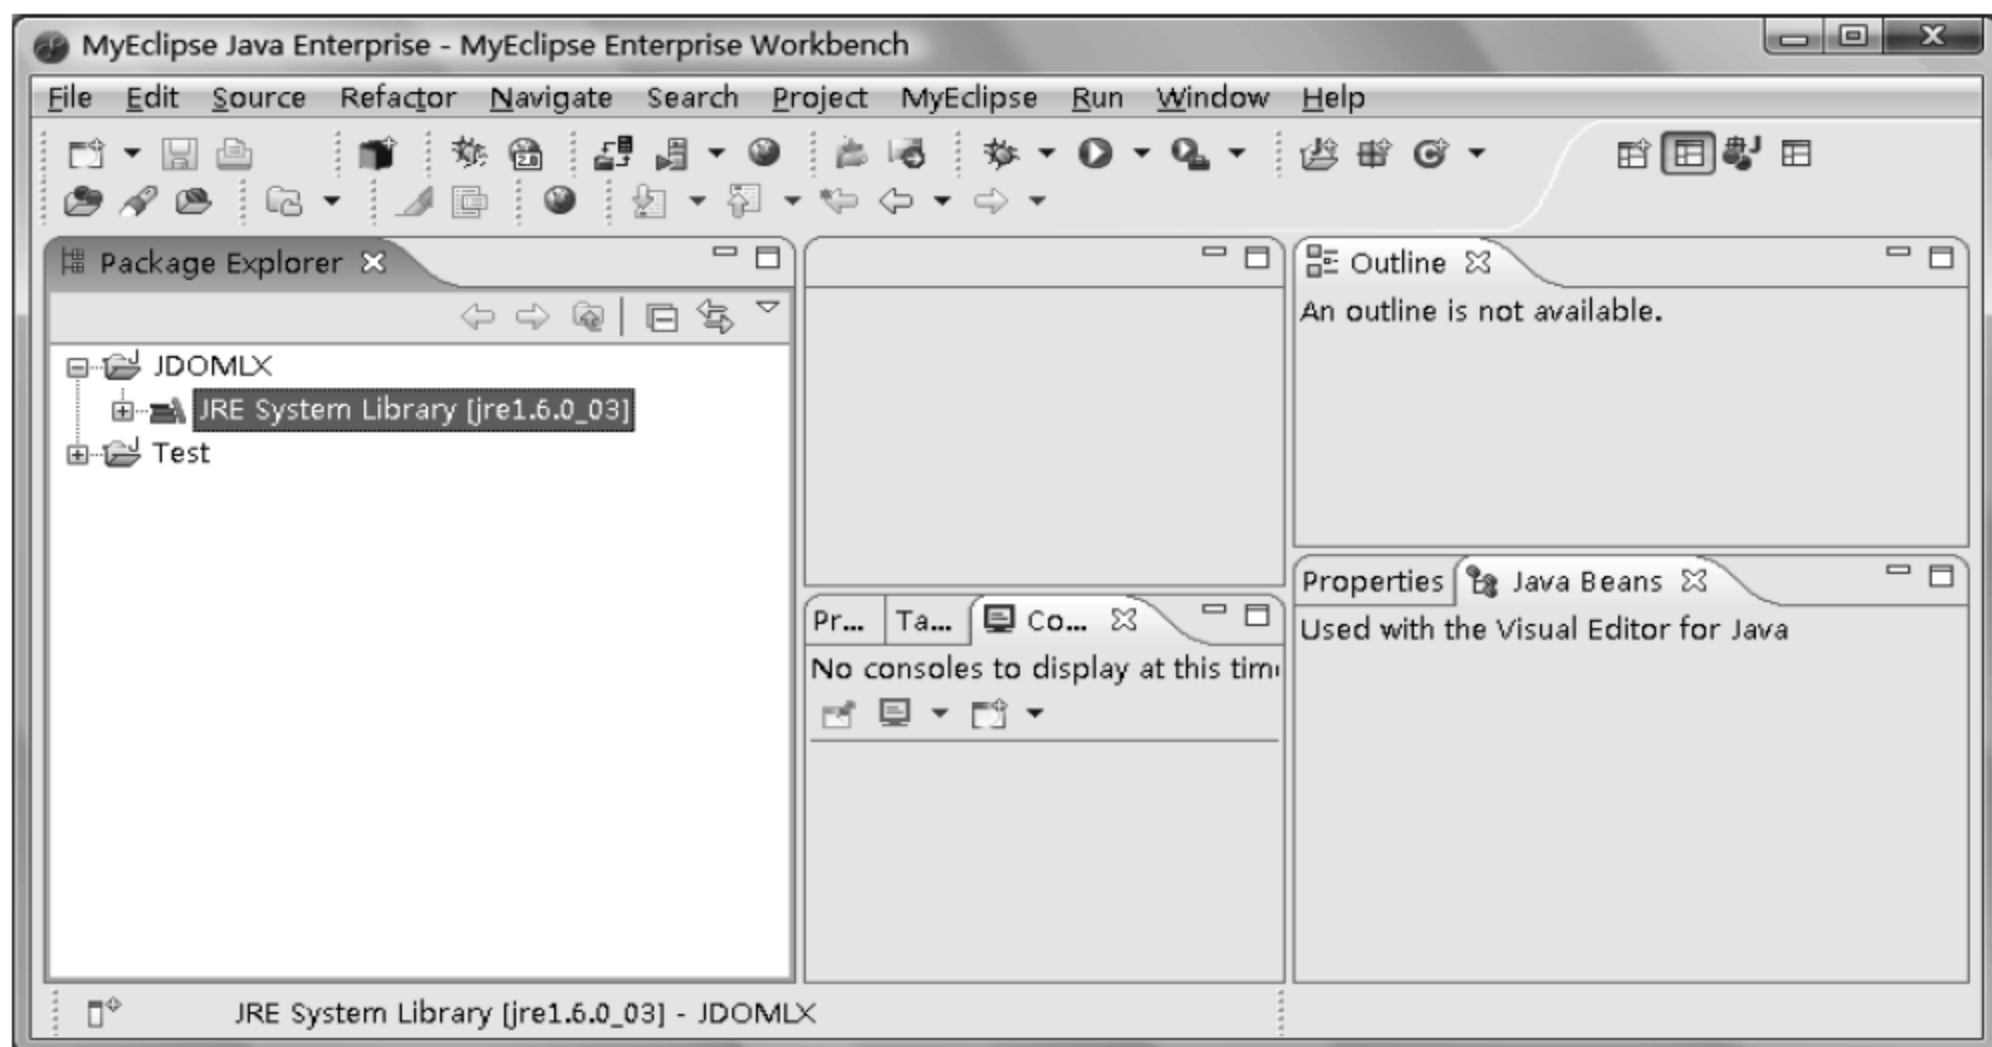 MyEclipse Java Enterprise - MyEclipse Enterprise Workbench
File Edit Source Refactor Navigate Search Project MyEclipse Run Window Help
2.0
Package Explorer
JDOMLX
JRE System Library [jre1.6.0_03]
Test
Outline
An outline is not available.
Pr... Ta... Co...
No consoles to display at this tim
Properties Java Beans
Used with the Visual Editor for Java
JRE System Library [jre1.6.0_03] - JDOMLX